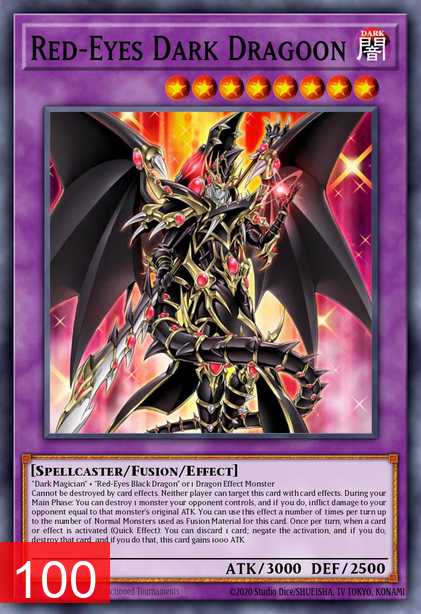 RED-EYES DARK DRAGOON
DARK
闇
[SPELLCASTER/FUSION/EFFECT]
"Dark Magician" + "Red-Eyes Black Dragon" or 1 Dragon Effect Monster
Cannot be destroyed by card effects. Neither player can target this card with card effects. During your
Main Phase: You can destroy 1 monster your opponent controls, and if you do, inflict damage to your
opponent equal to that monster's original ATK. You can use this effect a number of times per turn up
to the number of Normal Monsters used as Fusion Material for this card. Once per turn, when a card
or effect is activated (Quick Effect): You can discard 1 card; negate the activation, and if you do,
destroy that card, and if you do that, this card gains 1000 ATK
ATK/3000 DEF/2500
100
Tournaments
©2020 Studio Dice/SHUEISHA, TV TOKYO, KONAMI